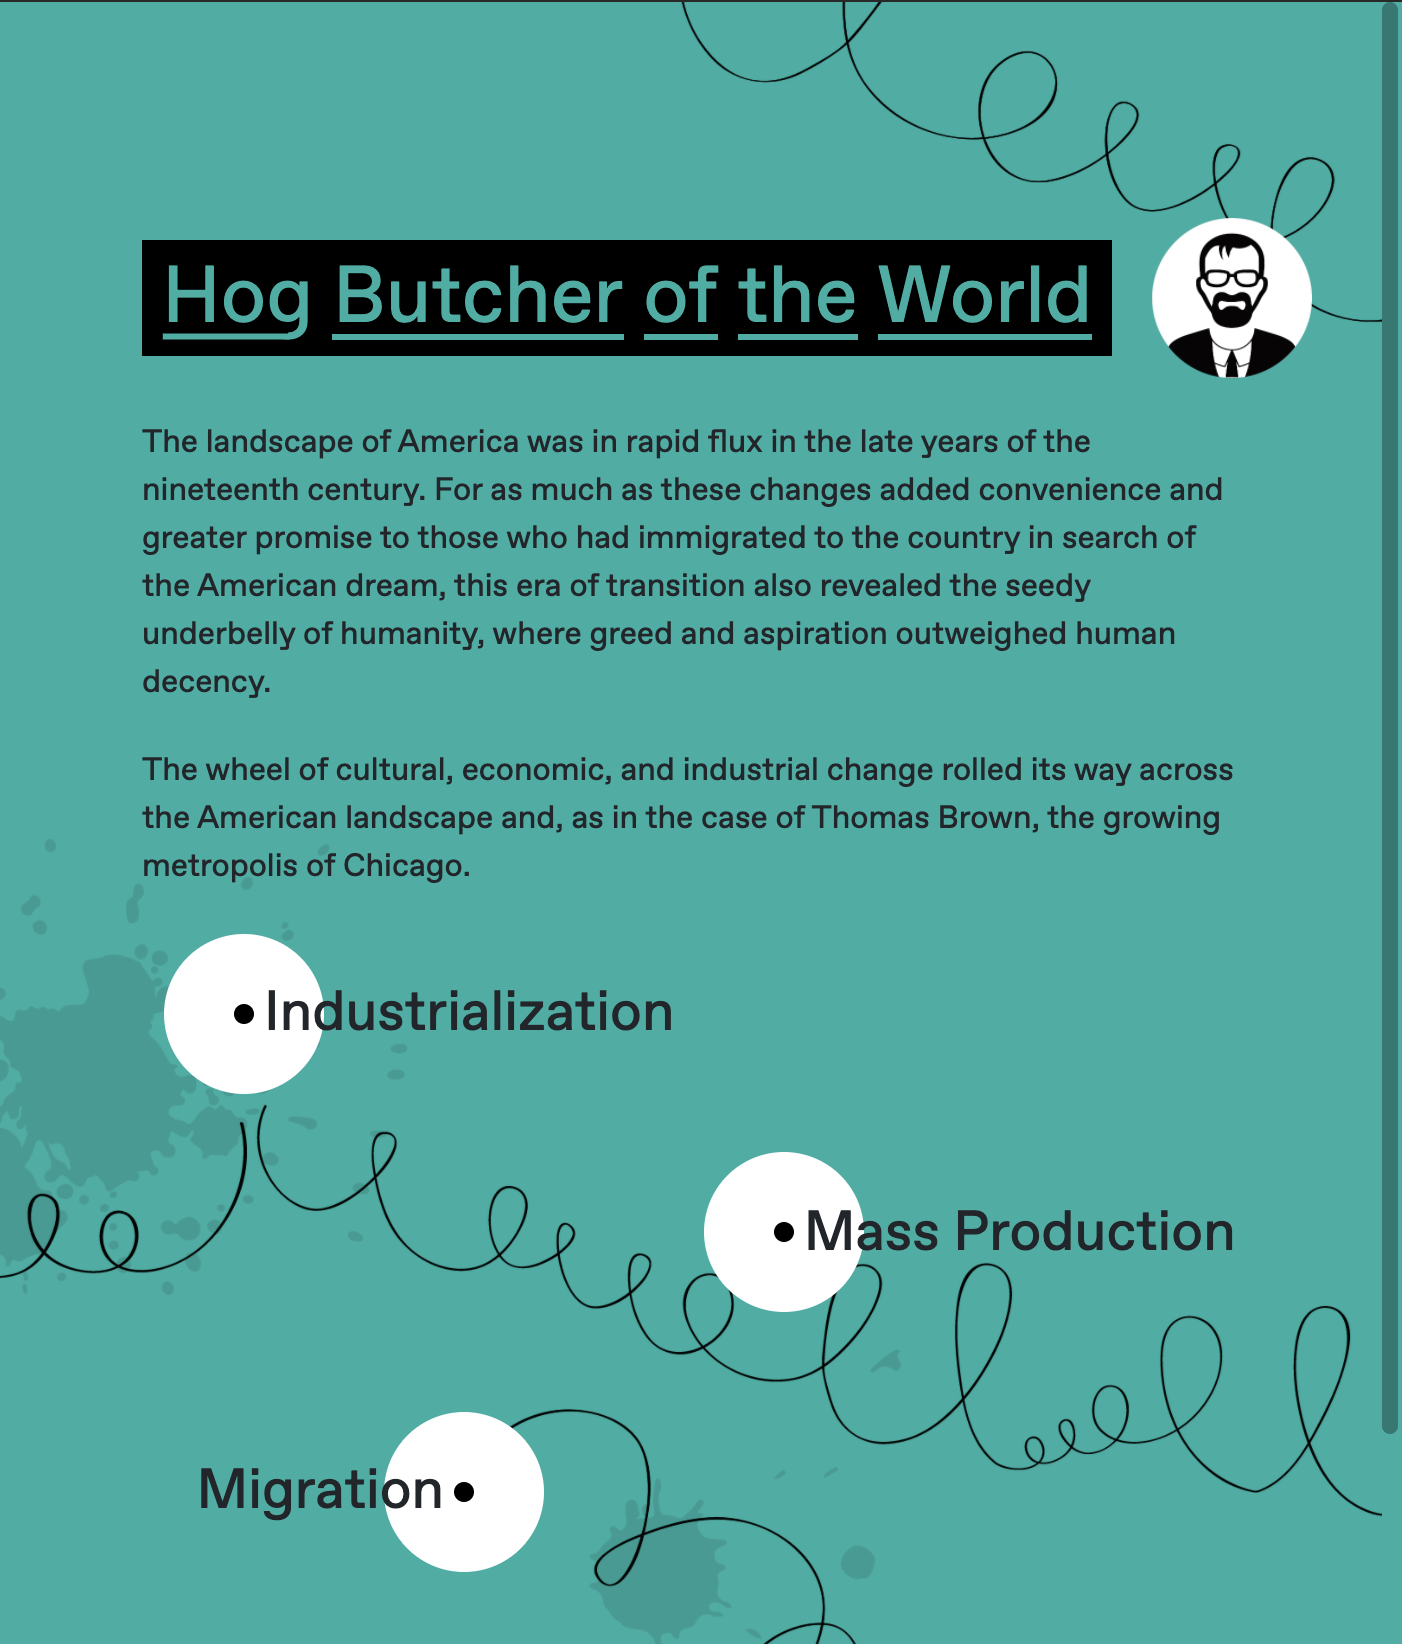 Hog Butcher of the World
The landscape of America was in rapid flux in the late years of the
nineteenth century. For as much as these changes added convenience and
greater promise to those who had immigrated to the country in search of
the American dream, this era of transition also revealed the seedy
underbelly of humanity, where greed and aspiration outweighed human
decency.
The wheel of cultural, economic, and industrial change rolled its way across
the American landscape and, as in the case of Thomas Brown, the growing
metropolis of Chicago.
Industrialization
Mass Production
Migration